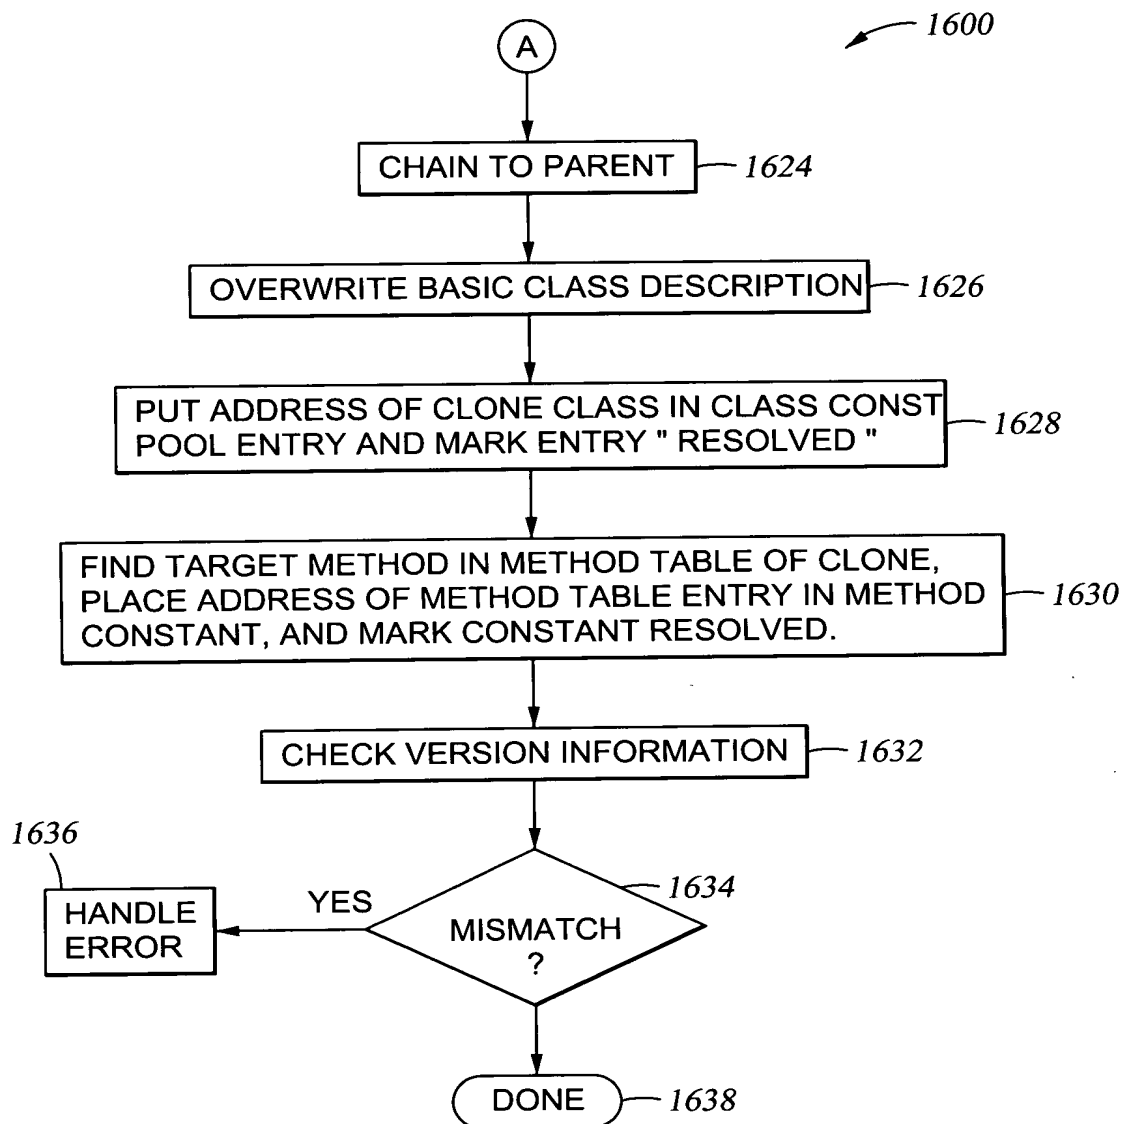 1600
A
CHAIN TO PARENT
1624
OVERWRITE BASIC CLASS DESCRIPTION
1626
PUT ADDRESS OF CLONE CLASS IN CLASS CONST
POOL ENTRY AND MARK ENTRY " RESOLVED "
1628
FIND TARGET METHOD IN METHOD TABLE OF CLONE,
PLACE ADDRESS OF METHOD TABLE ENTRY IN METHOD
CONSTANT, AND MARK CONSTANT RESOLVED.
1630
CHECK VERSION INFORMATION
1632
1636
HANDLE
ERROR
YES
MISMATCH
?
1634
DONE
1638